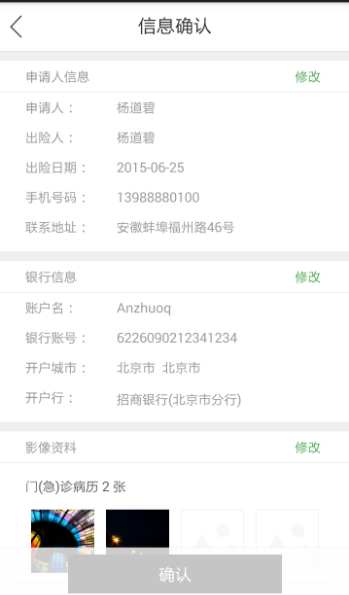 信息确认
申请人信息 修改
申请人： 杨道碧
出险人： 杨道碧
出险日期： 2015-06-25
手机号码： 13988880100
联系地址： 安徽蚌埠福州路46号
银行信息 修改
账户名： Anzhuoq
银行账号： 6226090212341234
开户城市： 北京市 北京市
开户行： 招商银行(北京市分行)
影像资料 修改
门(急)诊病历 2 张
确认